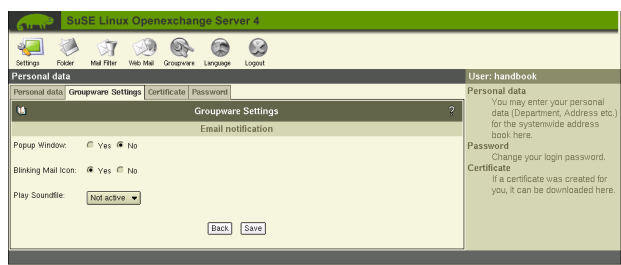 SuSE Linux Openexchange Server 4
Settings Folder Mail Filter Web Mail Groupware Language Logout
Personal data
Personal data Groupware Settings Certificate Password
Groupware Settings ?
Email notification
Popup Window: Yes No
Blinking Mail Icon: Yes No
Play Soundfile: Not active
Back Save
User: handbook
Personal data
You may enter your personal
data (Department, Address etc.)
for the systemwide address
book here.
Password
Change your login password.
Certificate
If a certificate was created for
you, it can be downloaded here.